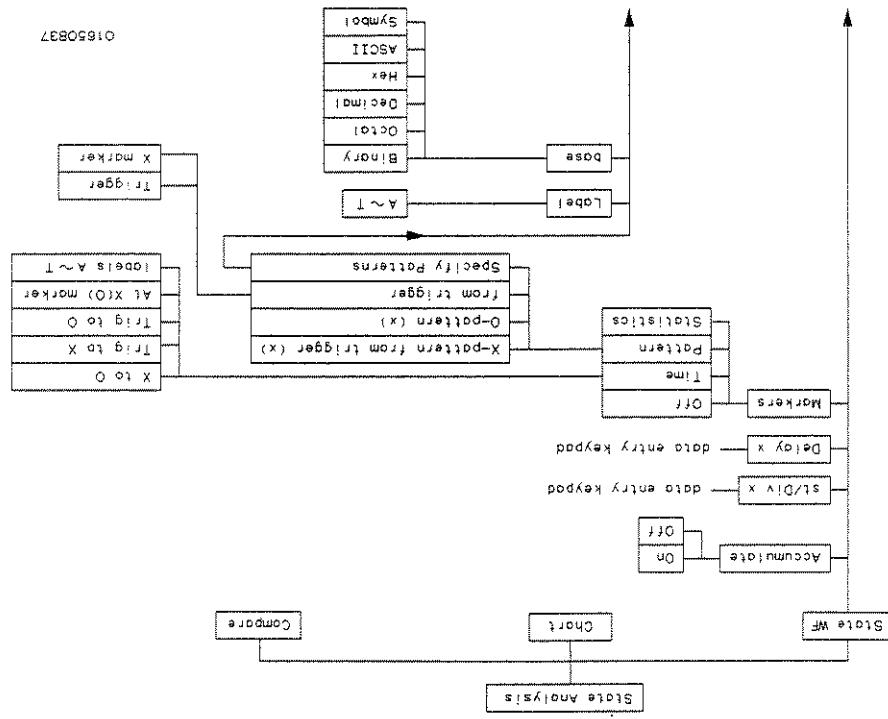 State Analysis
State WF
Chart
Compare
Accumulate
On
Off
st/Div x
data entry keypad
Delay x
data entry keypad
Markers
Off
Time
Pattern
Statistics
X to O
Trig to X
Trig to O
At X(O) marker
labels A~T
X-pattern from trigger (x)
O-pattern (x)
from trigger
Specify Patterns
Trigger
X marker
Label
A~T
base
Binary
Octal
Decimal
Hex
ASCII
Symbol
01650B37